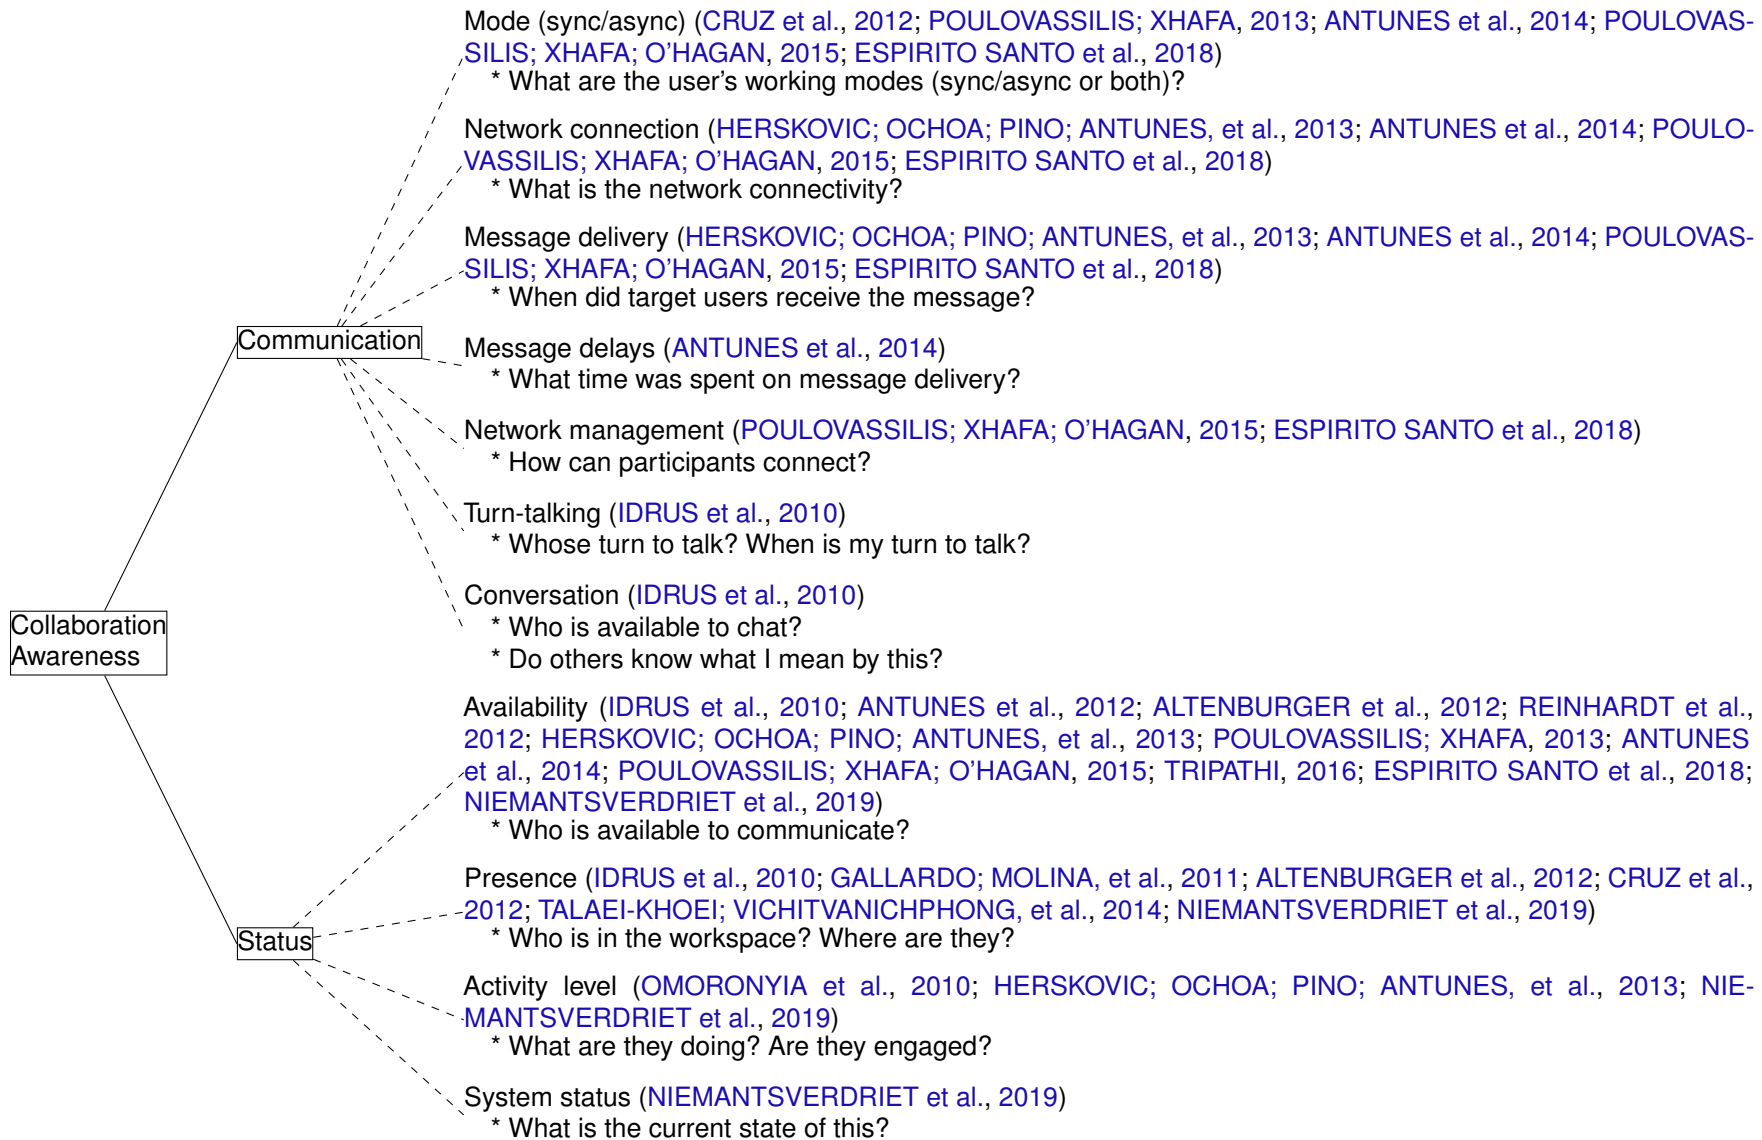 Mode (sync/async) (CRUZ et al., 2012; POULOVASSILIS; XHAFA, 2013; ANTUNES et al., 2014; POULOVAS-
SILIS; XHAFA; O'HAGAN, 2015; ESPIRITO SANTO et al., 2018)
* What are the user's working modes (sync/async or both)?
Network connection (HERSKOVIC; OCHOA; PINO; ANTUNES, et al., 2013; ANTUNES et al., 2014; POULO-
VASSILIS; XHAFA; O'HAGAN, 2015; ESPIRITO SANTO et al., 2018)
* What is the network connectivity?
Message delivery (HERSKOVIC; OCHOA; PINO; ANTUNES, et al., 2013; ANTUNES et al., 2014; POULOVAS-
SILIS; XHAFA; O'HAGAN, 2015; ESPIRITO SANTO et al., 2018)
* When did target users receive the message?
Communication
Message delays (ANTUNES et al., 2014)
* What time was spent on message delivery?
Network management (POULOVASSILIS; XHAFA; O'HAGAN, 2015; ESPIRITO SANTO et al., 2018)
* How can participants connect?
Turn-talking (IDRUS et al., 2010)
* Whose turn to talk? When is my turn to talk?
Conversation (IDRUS et al., 2010)
* Who is available to chat?
* Do others know what I mean by this?
Collaboration
Awareness
Availability (IDRUS et al., 2010; ANTUNES et al., 2012; ALTENBURGER et al., 2012; REINHARDT et al.,
2012; HERSKOVIC; OCHOA; PINO; ANTUNES, et al., 2013; POULOVASSILIS; XHAFA, 2013; ANTUNES
et al., 2014; POULOVASSILIS; XHAFA; O'HAGAN, 2015; TRIPATHI, 2016; ESPIRITO SANTO et al., 2018;
NIEMANTSVERDRIET et al., 2019)
* Who is available to communicate?
Presence (IDRUS et al., 2010; GALLARDO; MOLINA, et al., 2011; ALTENBURGER et al., 2012; CRUZ et al.,
2012; TALAEI-KHOEI; VICHITVANICHPHONG, et al., 2014; NIEMANTSVERDRIET et al., 2019)
* Who is in the workspace? Where are they?
Status
Activity level (OMORONYIA et al., 2010; HERSKOVIC; OCHOA; PINO; ANTUNES, et al., 2013; NIE-
MANTSVERDRIET et al., 2019)
* What are they doing? Are they engaged?
System status (NIEMANTSVERDRIET et al., 2019)
* What is the current state of this?